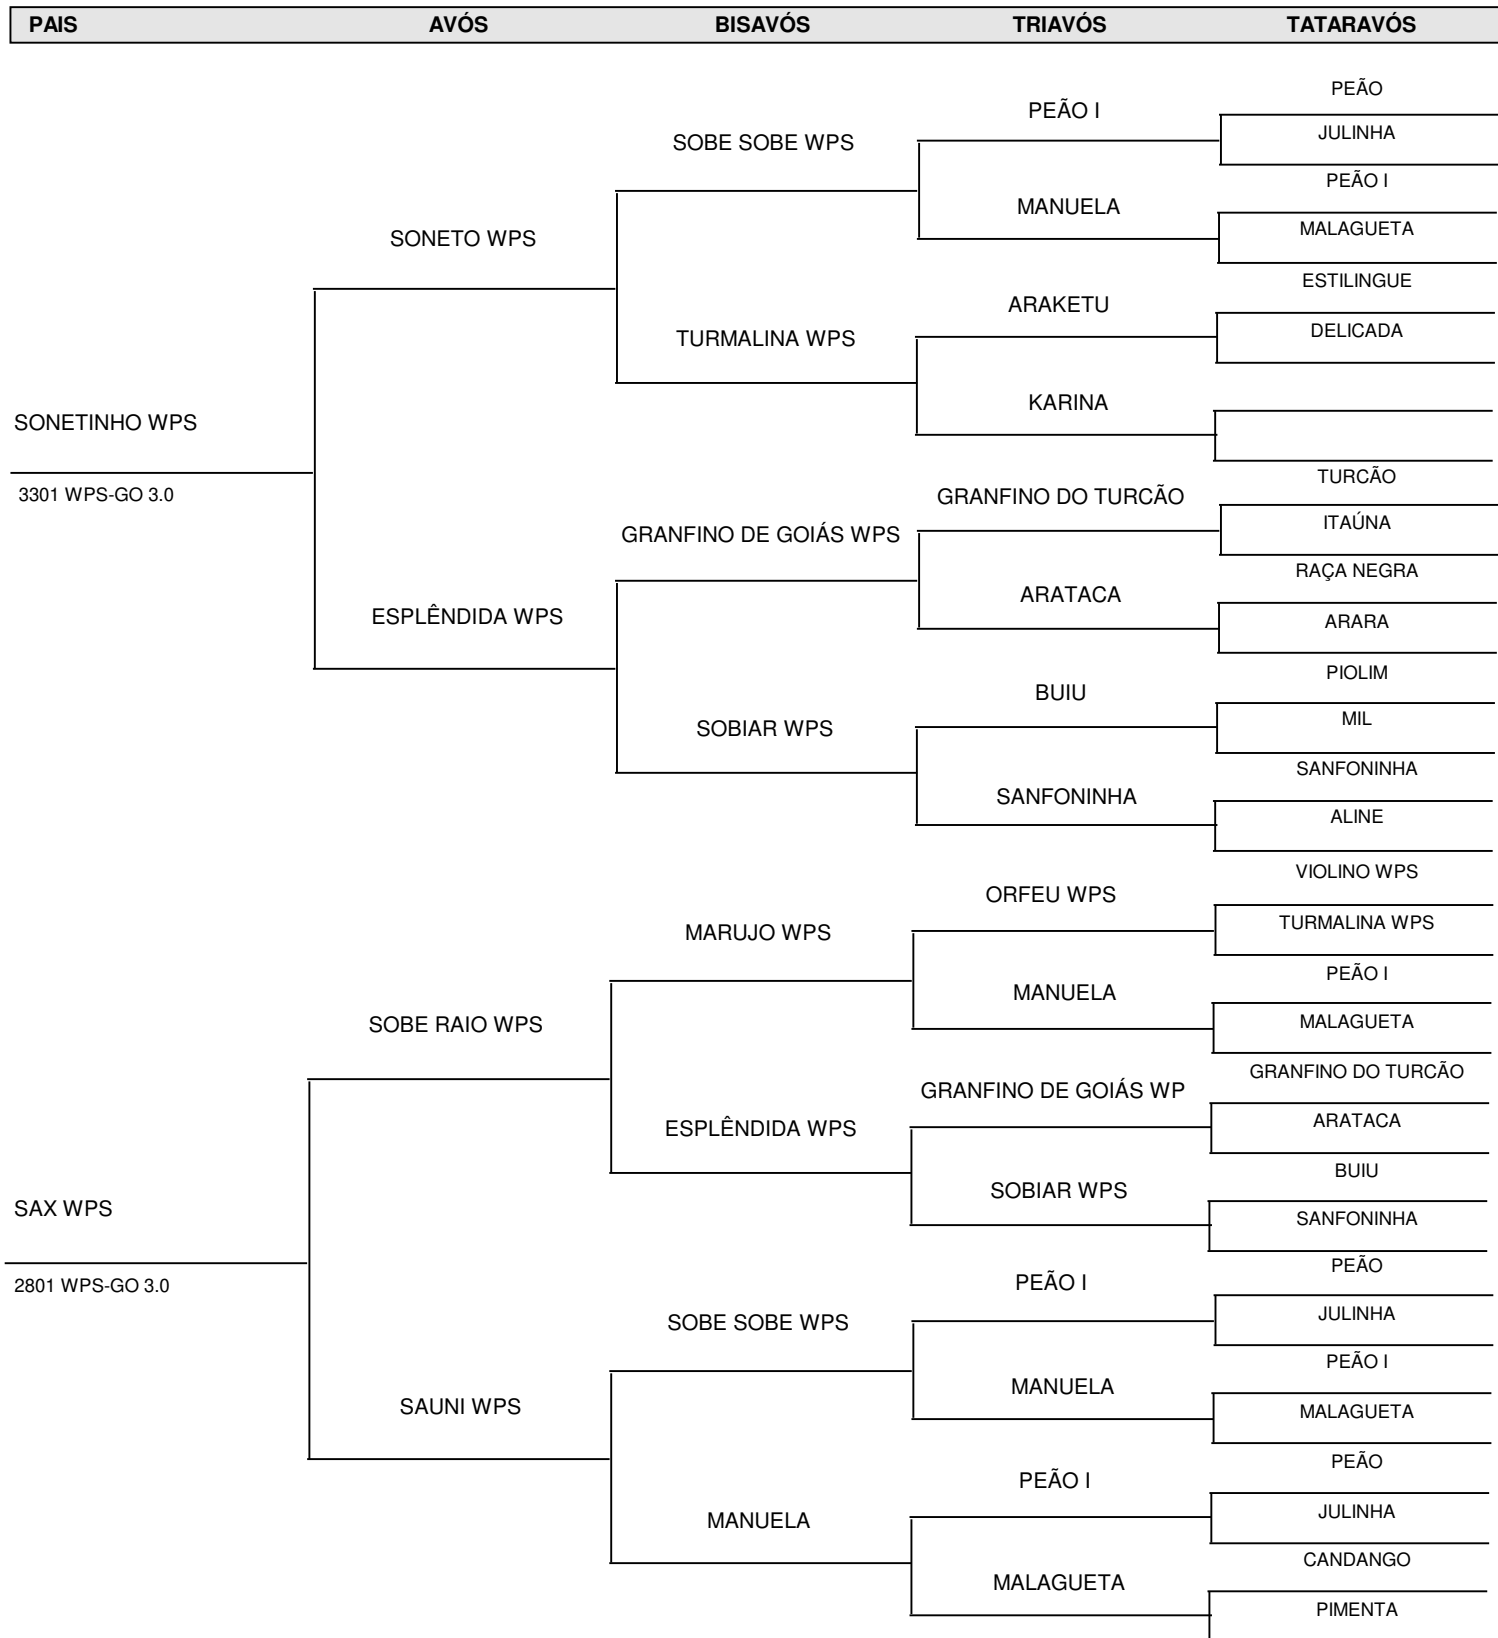 PAIS AVÓS BISAVÓS TRIAVÓS TATARAVÓS
PEÃO
PEÃO I
JULINHA
SOBE SOBE WPS
PEÃO I
MANUELA
MALAGUETA
SONETO WPS
ESTILINGUE
ARAKETU
DELICADA
TURMALINA WPS
KARINA
SONETINHO WPS
TURCÃO
3301 WPS-GO 3.0
GRANFINO DO TURCÃO
ITAÚNA
GRANFINO DE GOIÁS WPS
RAÇA NEGRA
ARATACA
ESPLÊNDIDA WPS
ARARA
PIOLIM
BUIU
MIL
SOBIAR WPS
SANFONINHA
SANFONINHA
ALINE
VIOLINO WPS
ORFEU WPS
TURMALINA WPS
MARUJO WPS
PEÃO I
MANUELA
MALAGUETA
SOBE RAIO WPS
GRANFINO DO TURCÃO
GRANFINO DE GOIÁS WP
ARATACA
ESPLÊNDIDA WPS
BUIU
SOBIAR WPS
SAX WPS
SANFONINHA
PEÃO
2801 WPS-GO 3.0
PEÃO I
JULINHA
SOBE SOBE WPS
PEÃO I
MANUELA
SAUNI WPS
MALAGUETA
PEÃO
PEÃO I
JULINHA
MANUELA
CANDANGO
MALAGUETA
PIMENTA